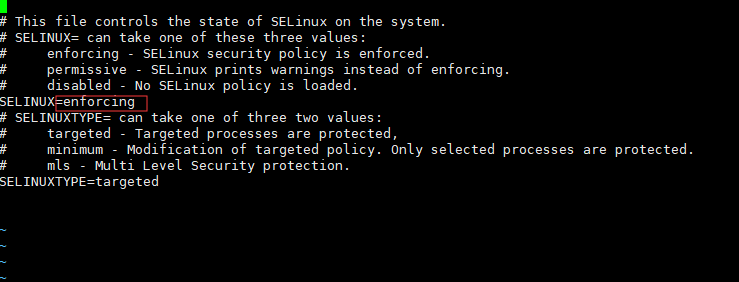 # This file controls the state of SELinux on the system.
# SELINUX= can take one of these three values:
#     enforcing - SELinux security policy is enforced.
#     permissive - SELinux prints warnings instead of enforcing.
#     disabled - No SELinux policy is loaded.
SELINUX=enforcing
# SELINUXTYPE= can take one of three two values:
#     targeted - Targeted processes are protected,
#     minimum - Modification of targeted policy. Only selected processes are protected.
#     mls - Multi Level Security protection.
SELINUXTYPE=targeted
~
~
~
~